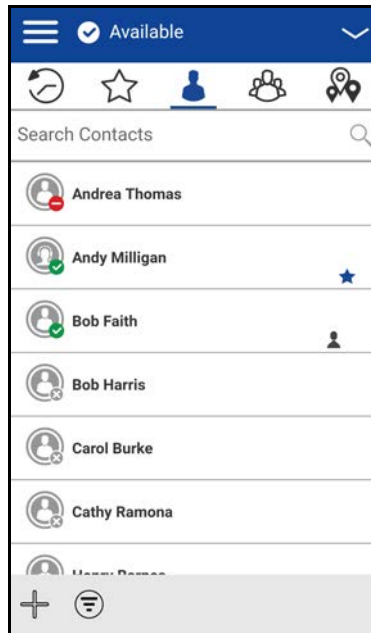 Available
Search Contacts
Andrea Thomas
Andy Milligan
Bob Faith
Bob Harris
Carol Burke
Cathy Ramona